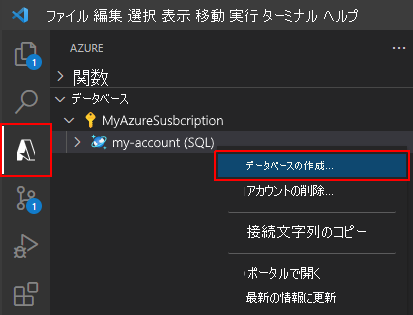 ファイル 編集 選択 表示 移動 実行 ターミナル ヘルプ
AZURE
関数
データベース
MyAzureSusbcription
my-account (SQL)
データベースの作成...
アカウントの削除...
接続文字列のコピー
ポータルで開く
最新の情報に更新
1
1